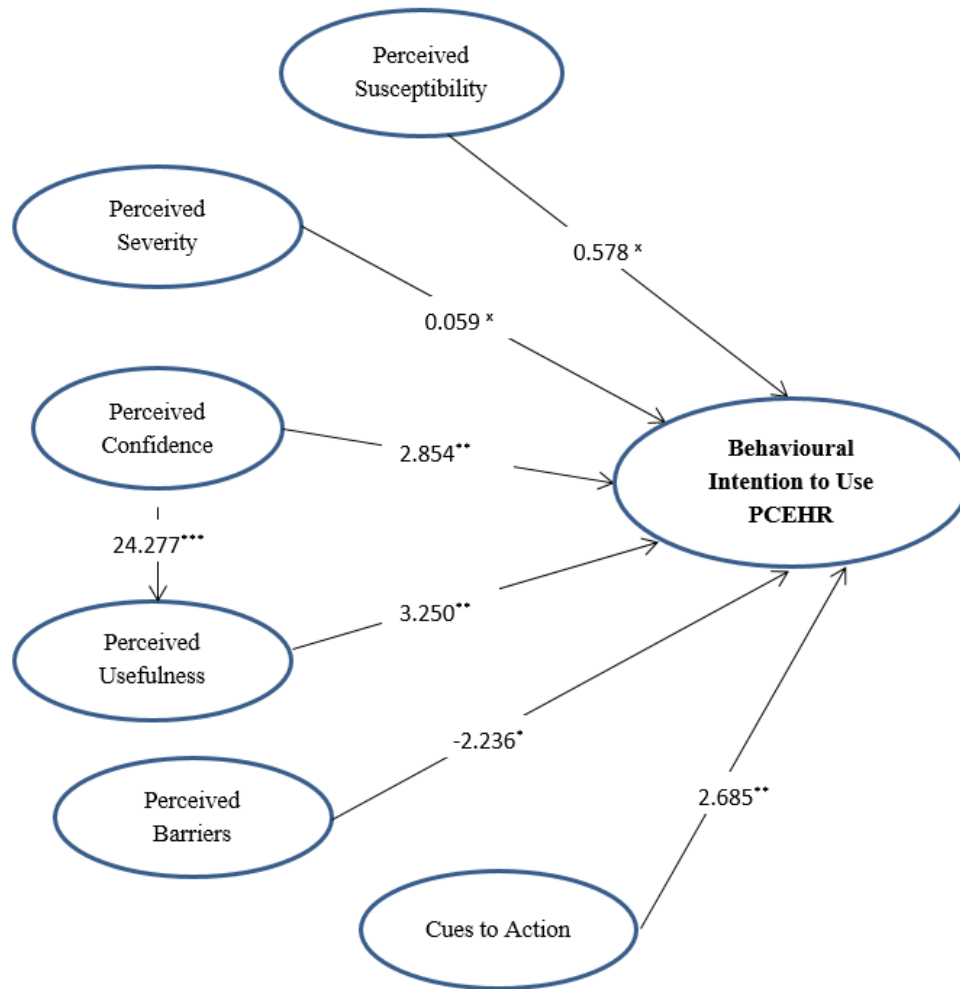 Perceived
Susceptibility
0.578 x
Perceived
Severity
0.059 x
Perceived
Confidence
2.854**
Behavioural
Intention to Use
PCEHR
24.277***
Perceived
Usefulness
3.250**
-2.236*
Perceived
Barriers
2.685**
Cues to Action